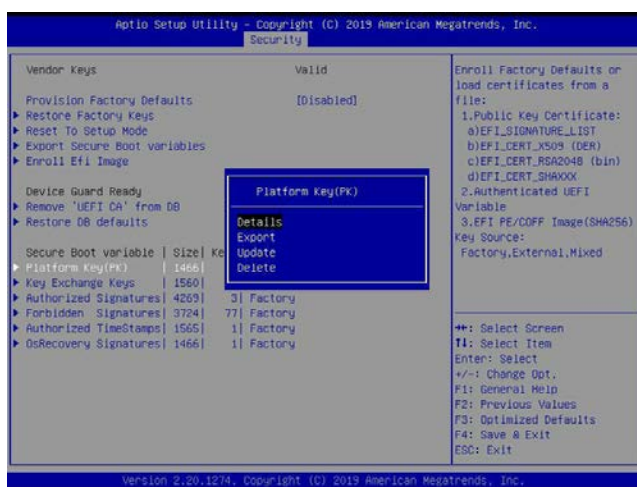 Aptio Setup Utility - Copyright (C) 2019 American Megatrends, Inc.
Security
Vendor Keys Valid
Provision Factory Defaults [Disabled]
Restore Factory Keys
Reset To Setup Mode
Export Secure Boot variables
Enroll Efi Image
Device Guard Ready
Remove 'UEFI CA' from DB
Restore DB defaults
Secure Boot variable | Size| Ke
Platform Key(PK) | 1466|
Key Exchange Keys | 1560|
Authorized Signatures| 4269| 3| Factory
Forbidden Signatures| 3724| 77| Factory
Authorized TimeStamps| 1565| 1| Factory
OsRecovery Signatures| 1466| 1| Factory
Platform Key(PK)
Details
Export
Update
Delete
Enroll Factory Defaults or
load certificates from a
file:
1.Public Key Certificate:
a)EFI_SIGNATURE_LIST
b)EFI_CERT_X509 (DER)
c)EFI_CERT_RSA2048 (bin)
d)EFI_CERT_SHAXXX
2.Authenticated UEFI
Variable
3.EFI PE/COFF Image(SHA256)
Key Source:
Factory,External,Mixed
→←: Select Screen
↑↓: Select Item
Enter: Select
+/-: Change Opt.
F1: General Help
F2: Previous Values
F3: Optimized Defaults
F4: Save & Exit
ESC: Exit
Version 2.20.1274. Copyright (C) 2019 American Megatrends, Inc.